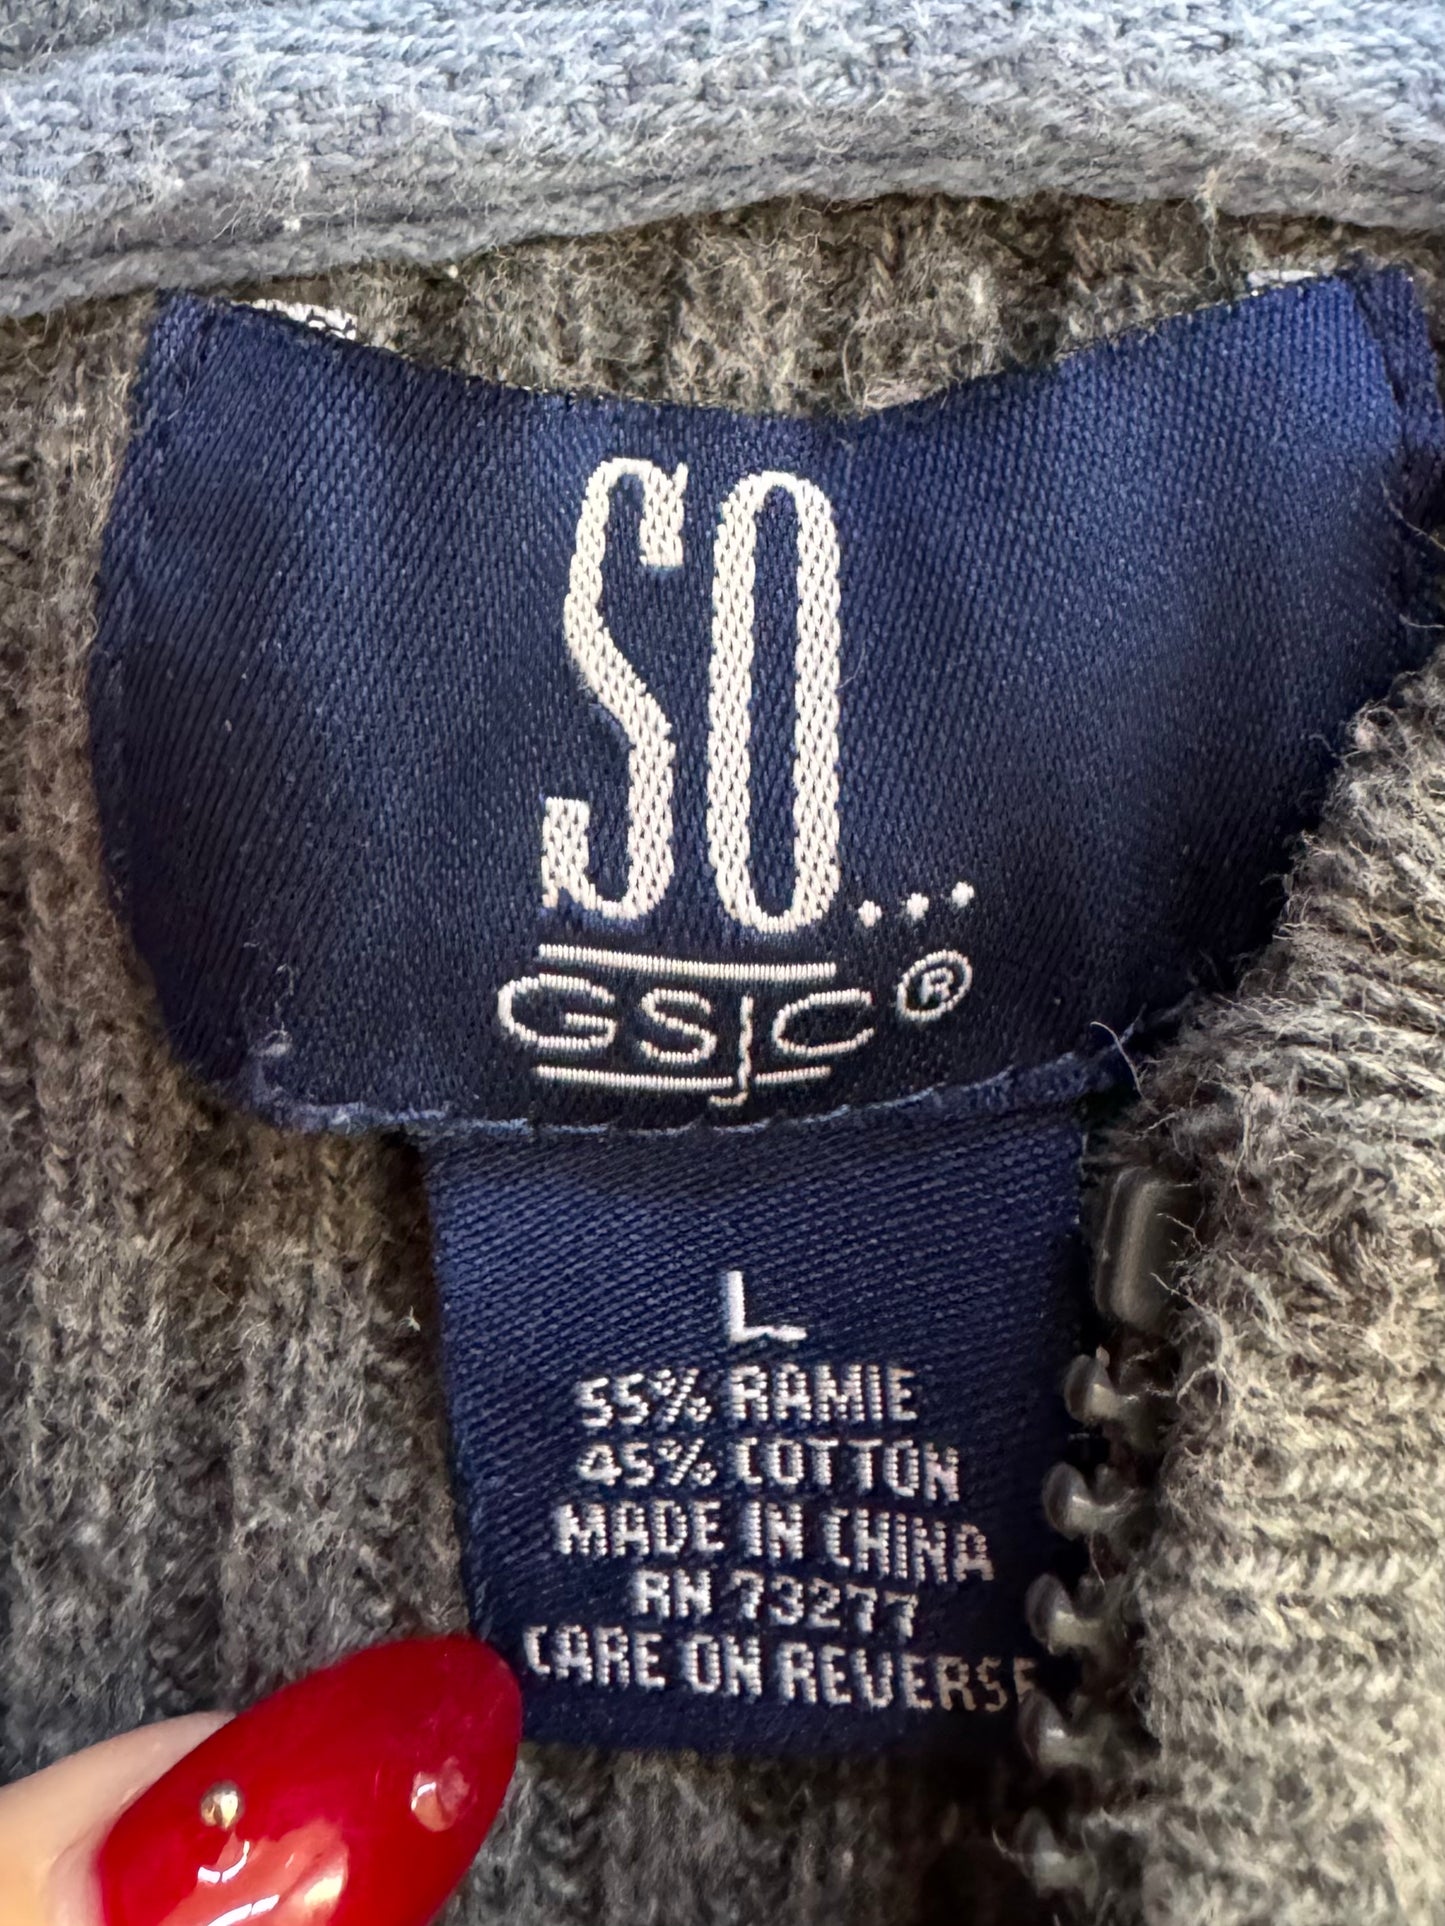 SO...
GSJC®
L
55% RAMIE
45% COTTON
MADE IN CHINA
RN 73277
CARE ON REVERSE